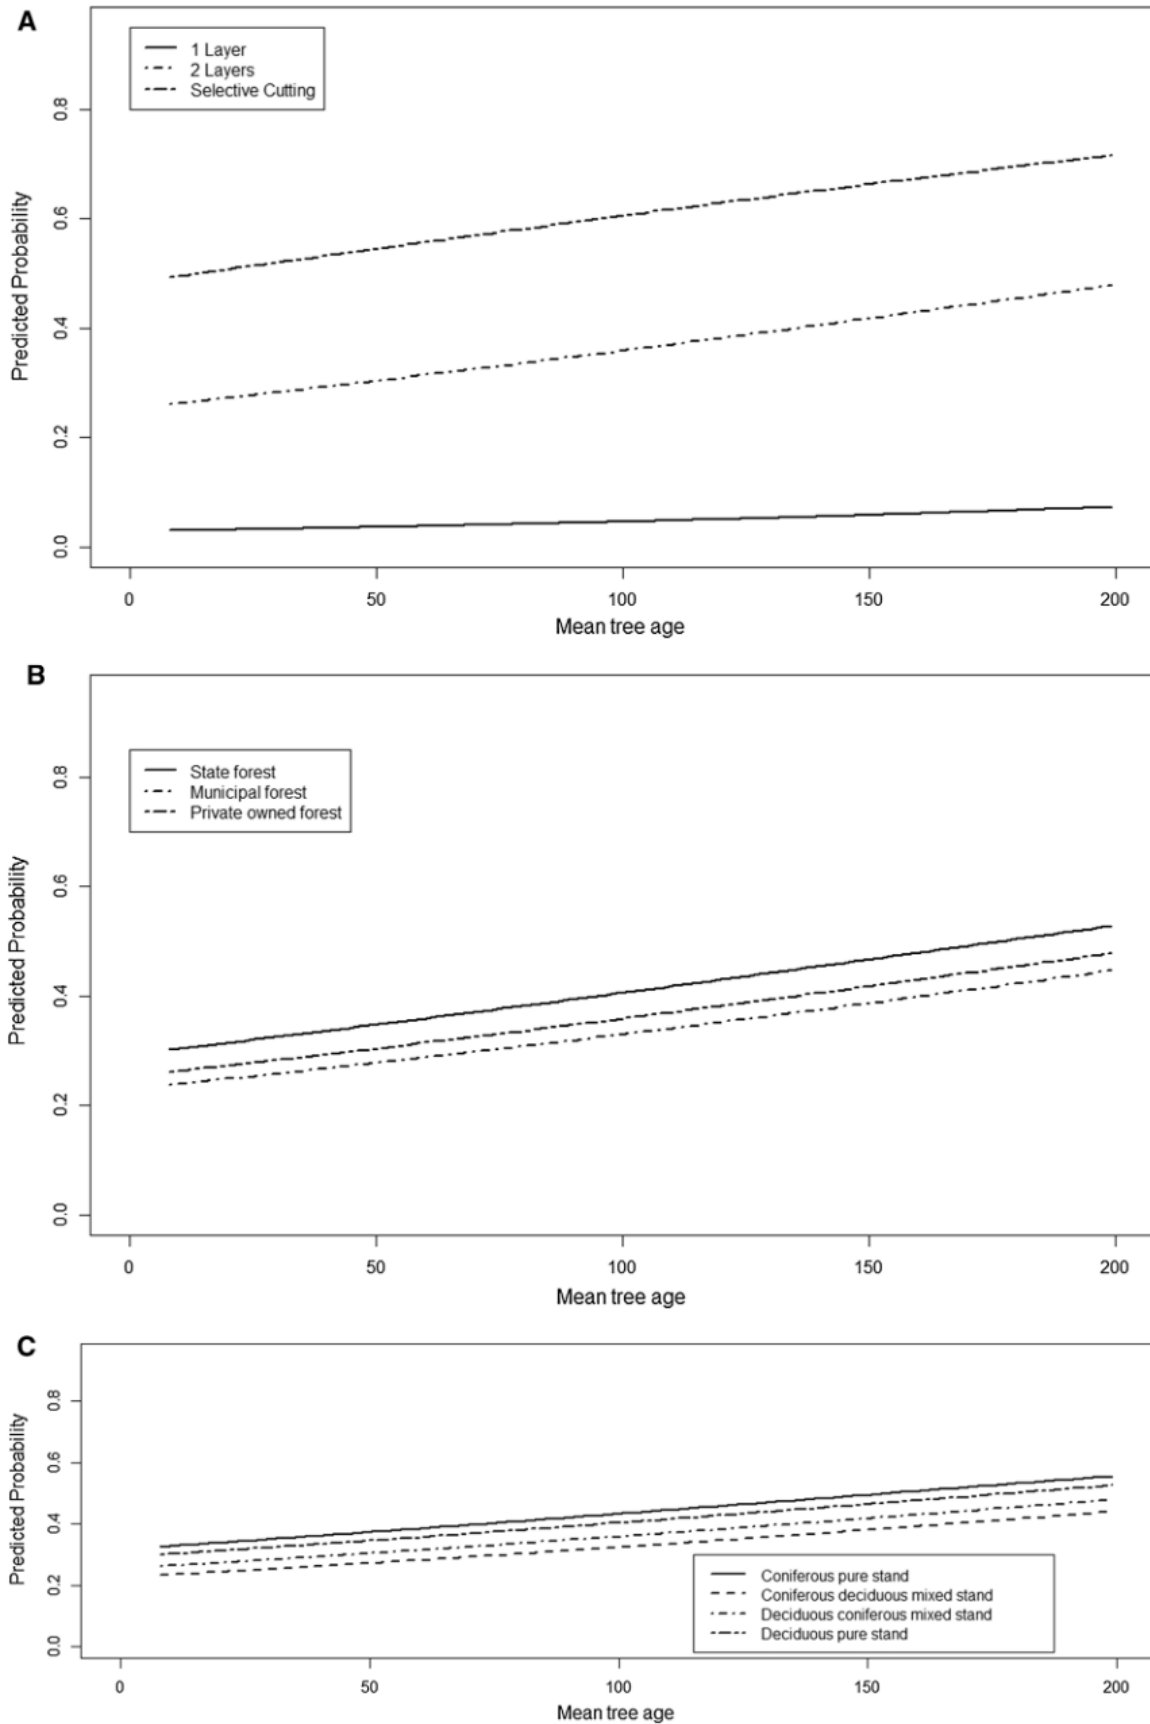 A
1 Layer
2 Layers
Selective Cutting
Predicted Probability
0.8
0.6
0.4
0.2
0.0
0 50 100 150 200
Mean tree age
B
State forest
Municipal forest
Private owned forest
Predicted Probability
0.8
0.6
0.4
0.2
0.0
0 50 100 150 200
Mean tree age
C
Predicted Probability
0.8
0.6
0.4
0.2
0.0
Coniferous pure stand
Coniferous deciduous mixed stand
Deciduous coniferous mixed stand
Deciduous pure stand
0 50 100 150 200
Mean tree age